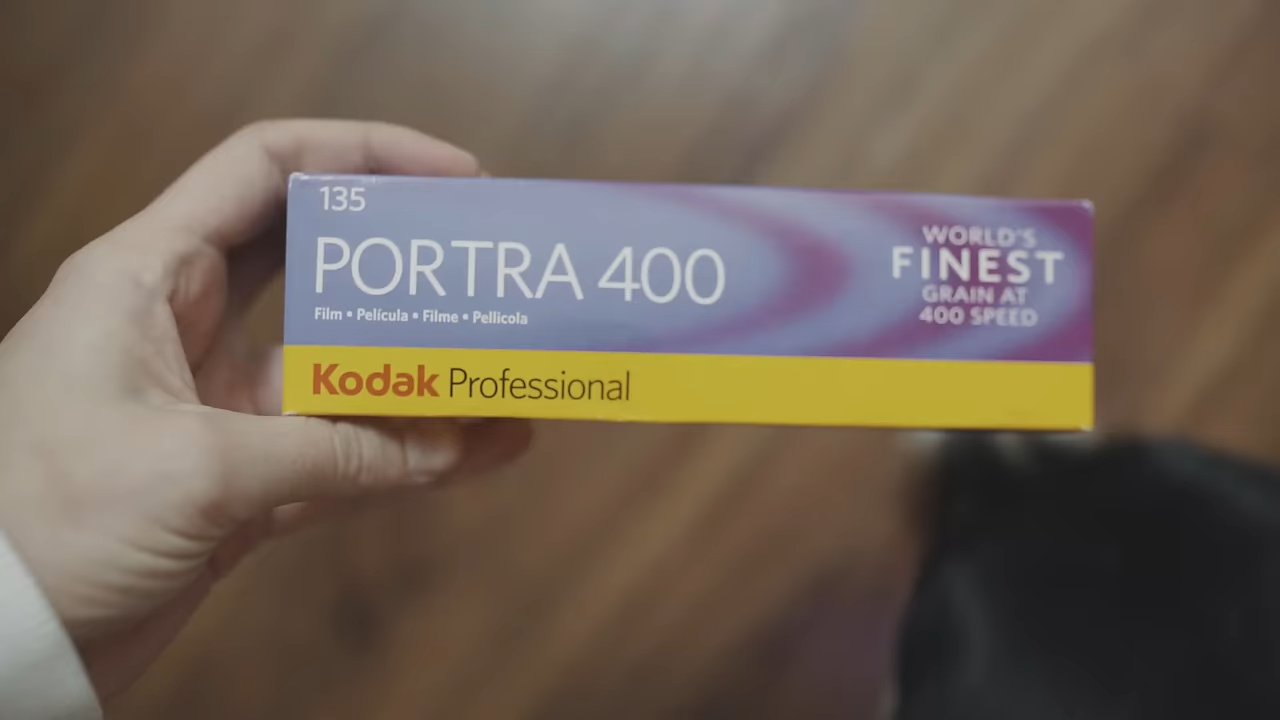 135
PORTRA 400
Film • Película • Filme • Pellicola
Kodak Professional
WORLD'S
FINEST
GRAIN AT
400 SPEED